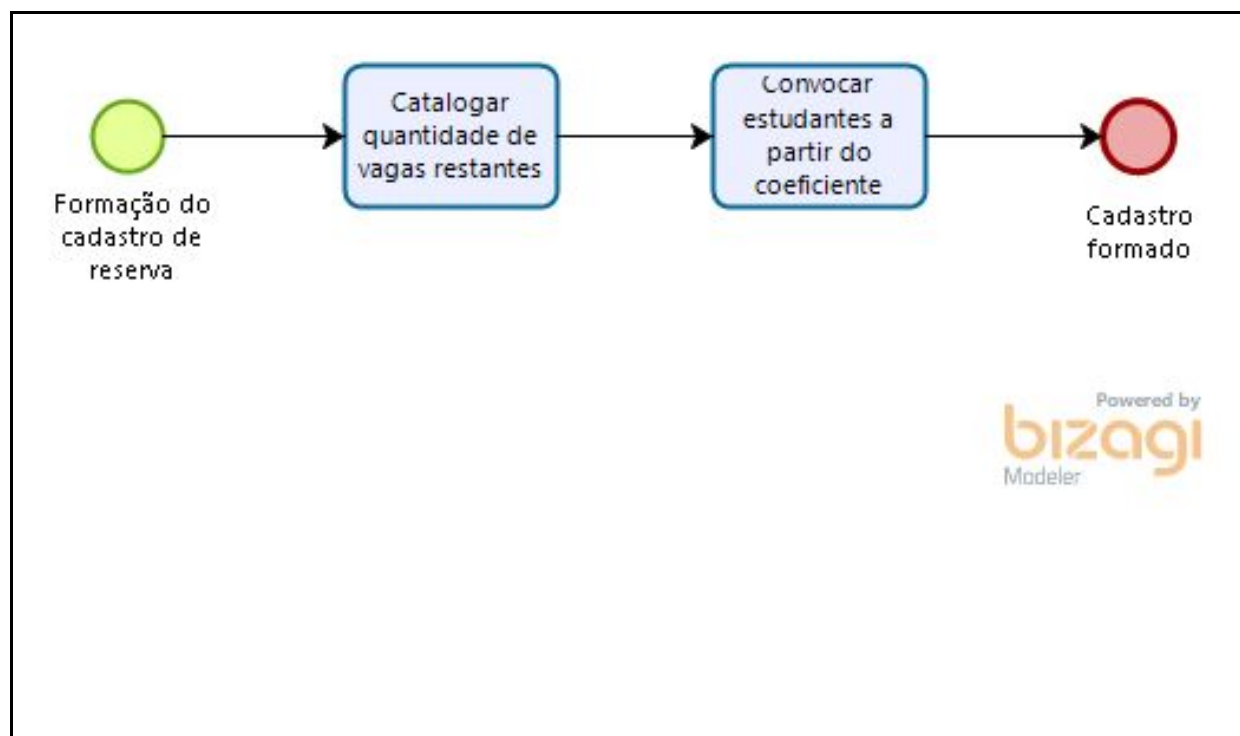 Formação do
cadastro de
reserva
Catalogar
quantidade de
vagas restantes
Convocar
estudantes a
partir do
coeficiente
Cadastro
formado
Powered by
bizagi
Modeler